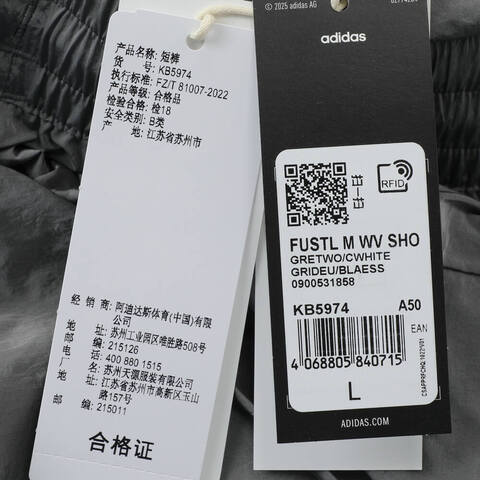 产品名称: 短裤
货 号: KB5974
执行标准: FZ/T 81007-2022
产品等级: 合格品
检验合格: 检18
安全类别: B类
产 地: 江苏省苏州市
经 销 商: 阿迪达斯体育(中国)有限
公司
地 址: 苏州工业园区唯胜路508号
邮 编: 215126
电 话: 400 880 1515
厂 商: 苏州天源服装有限公司
地 址: 江苏省苏州市高新区玉山
路157号
邮 编: 215011
合格证
© 2025 adidas AG
adidas
RFID
FUSTL M WV SHO
GRETWO/CWHITE
GRIDEU/BLAESS
0900531858
KB5974 A50
EAN
4 068805 840715
L
ADIDAS.COM